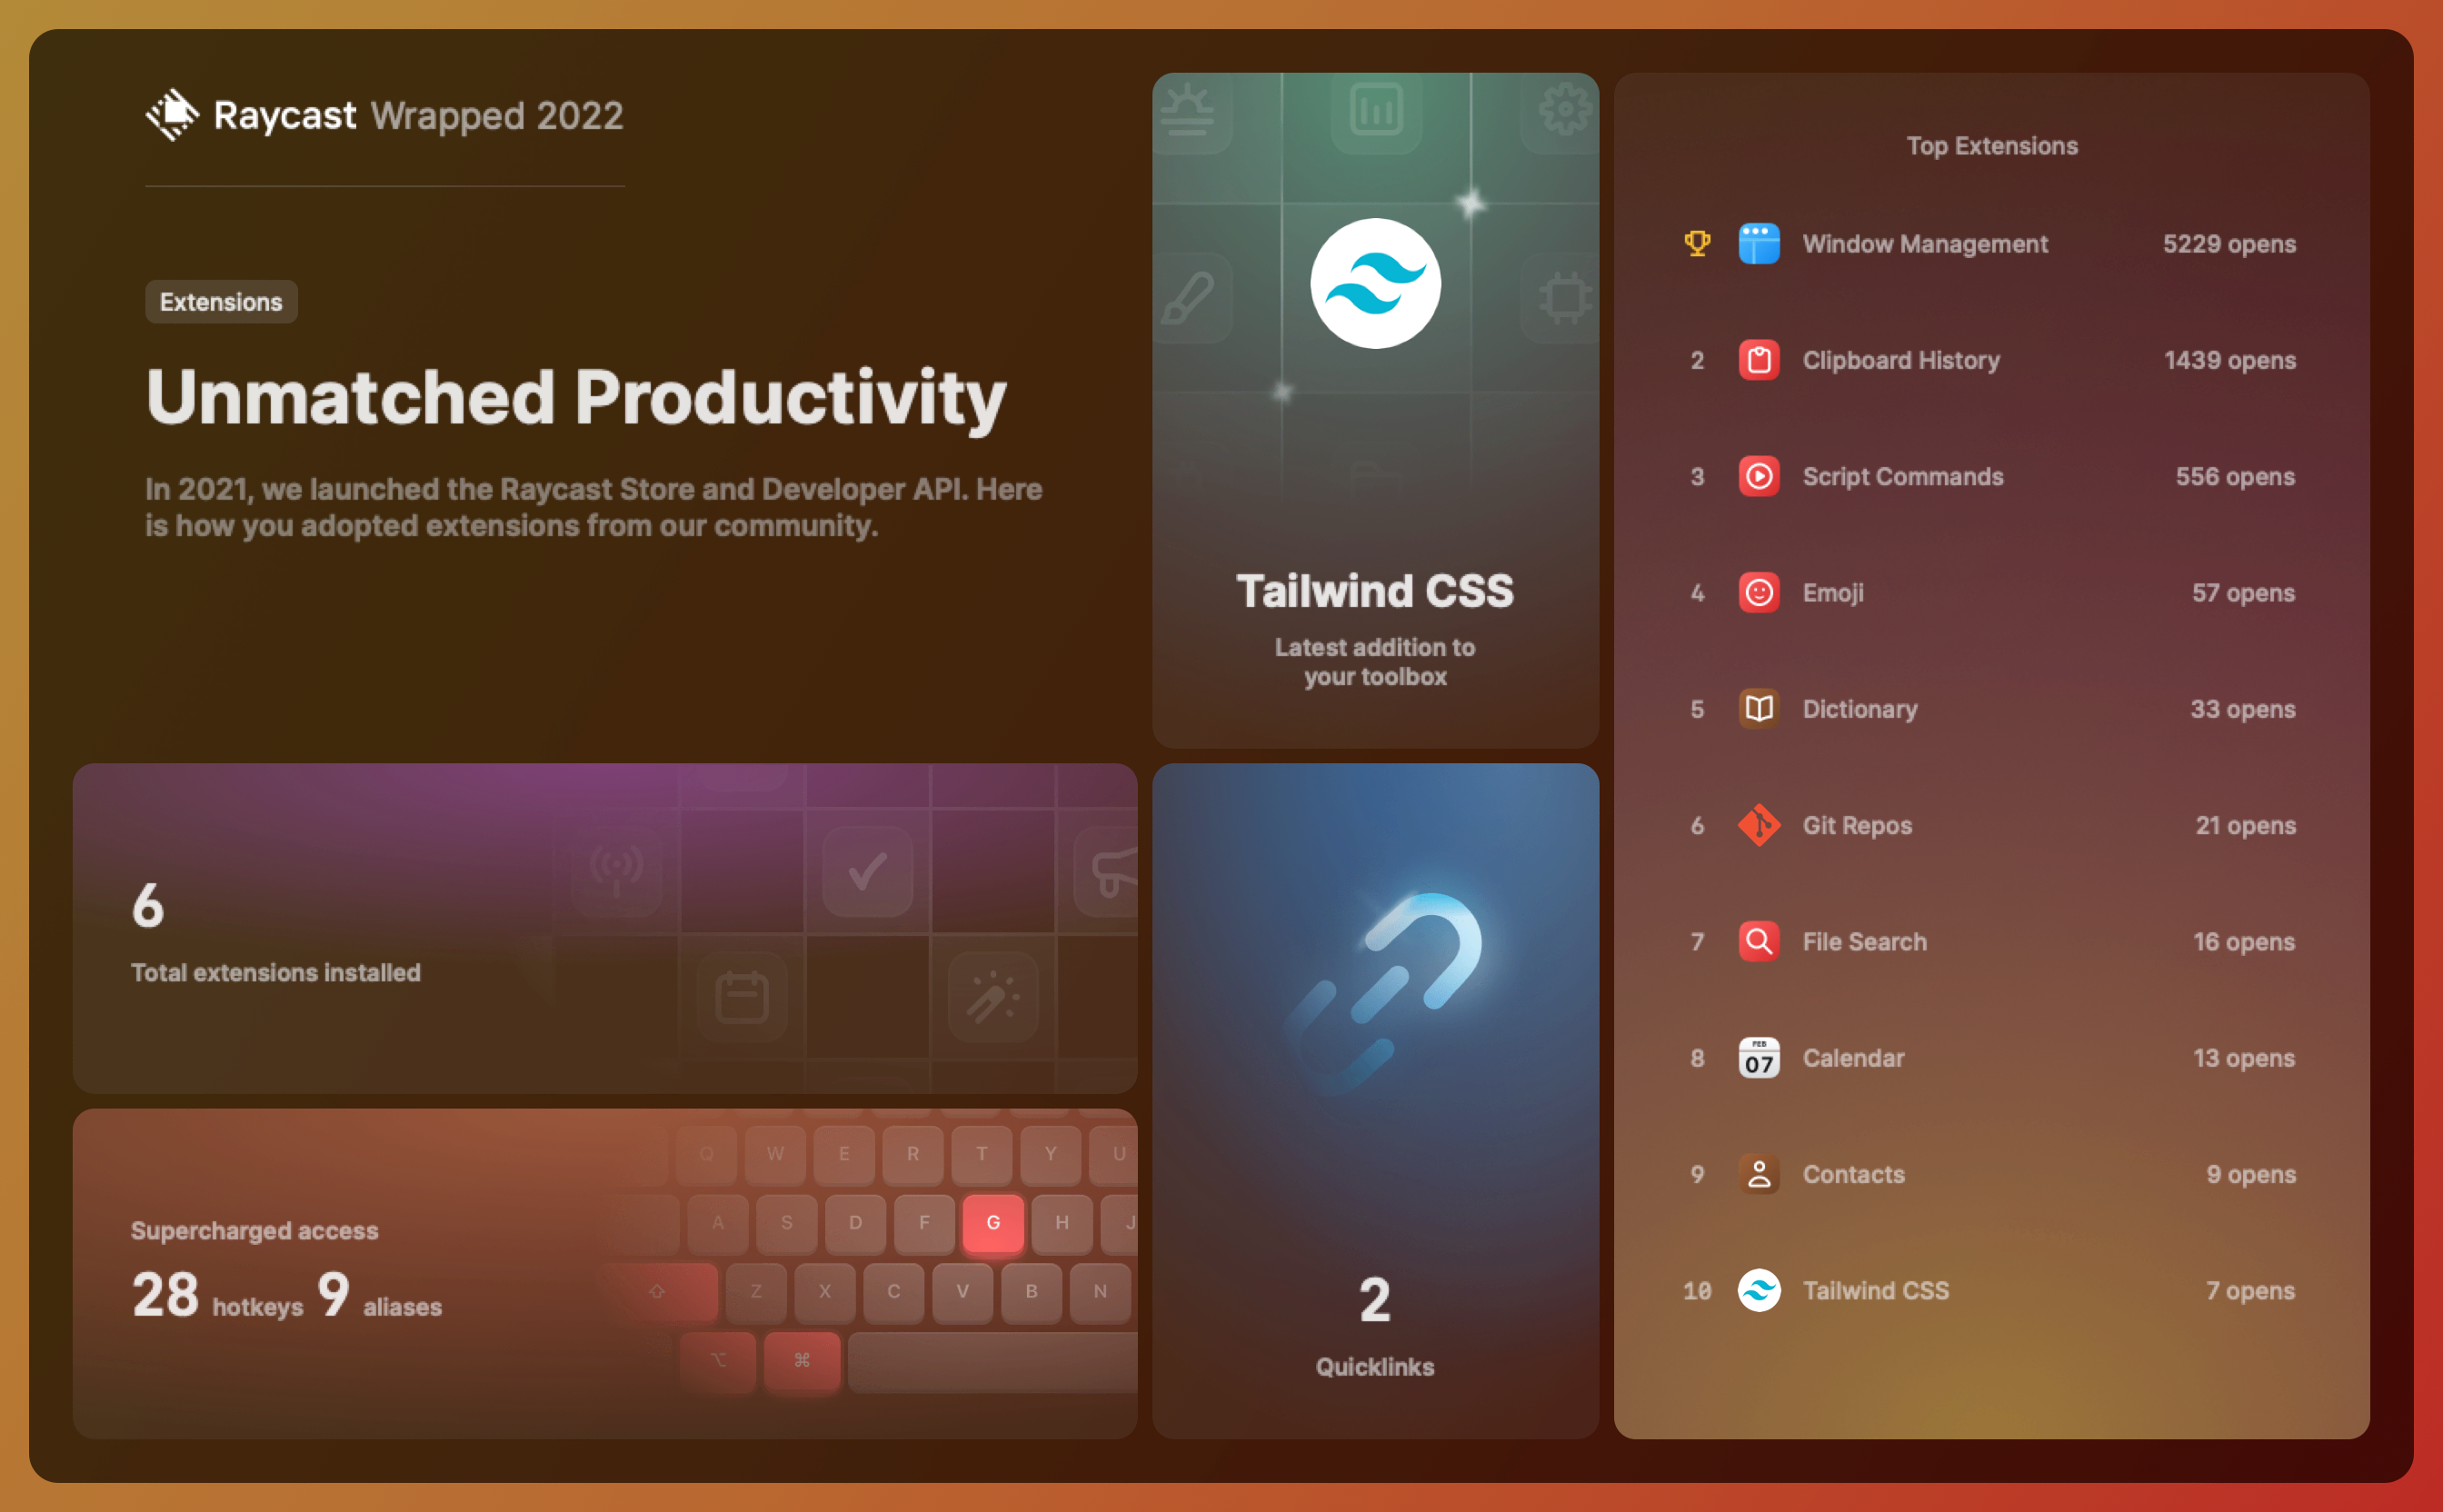 Raycast Wrapped 2022
Extensions
Unmatched Productivity
In 2021, we launched the Raycast Store and Developer API. Here
is how you adopted extensions from our community.
Tailwind CSS
Latest addition to
your toolbox
6
Total extensions installed
Supercharged access
28 hotkeys 9 aliases
Q W E R T Y U
A S D F G H J
Z X C V B N
⌥ ⌘
2
Quicklinks
Top Extensions
Window Management 5229 opens
2 Clipboard History 1439 opens
3 Script Commands 556 opens
4 Emoji 57 opens
5 Dictionary 33 opens
6 Git Repos 21 opens
7 File Search 16 opens
FEB
07
8 Calendar 13 opens
9 Contacts 9 opens
10 Tailwind CSS 7 opens